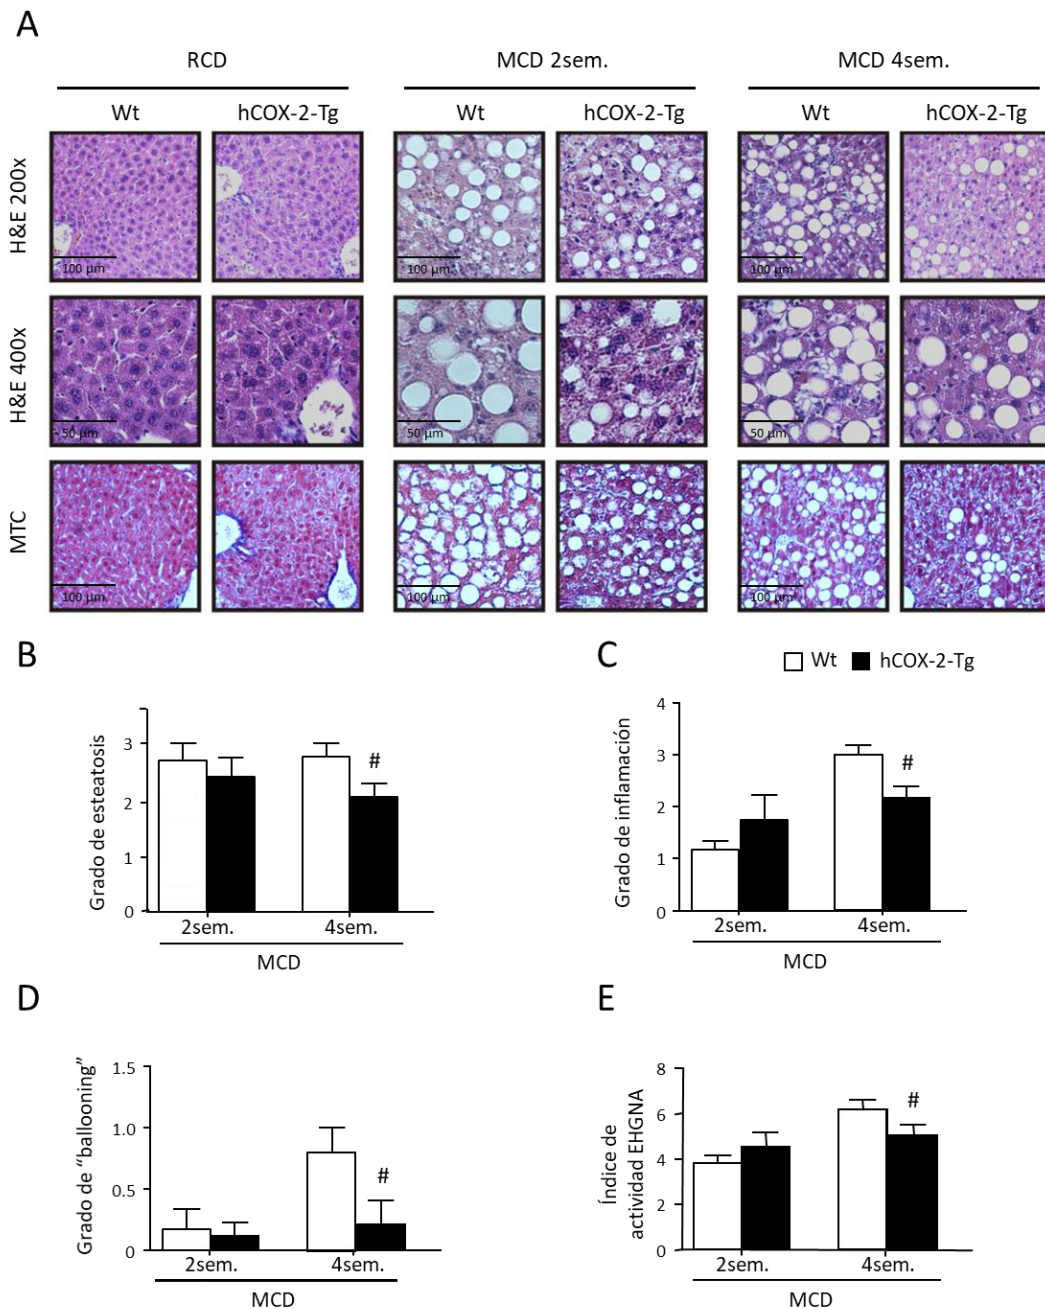 A
RCD MCD 2sem. MCD 4sem.
Wt hCOX-2-Tg Wt hCOX-2-Tg Wt hCOX-2-Tg
H&E 200x
100 µm 100 µm 100 µm
H&E 400x
50 µm 50 µm 50 µm
MTC
100 µm 100 µm 100 µm
B
Grado de esteatosis
3
2
1
0
#
2sem. 4sem.
MCD
C
Wt hCOX-2-Tg
Grado de inflamación
4
3
2
1
0
#
2sem. 4sem.
MCD
D
Grado de “ballooning”
1.5
1.0
0.5
0
#
2sem. 4sem.
MCD
E
Índice de
actividad EHGNA
8
6
4
2
0
#
2sem. 4sem.
MCD